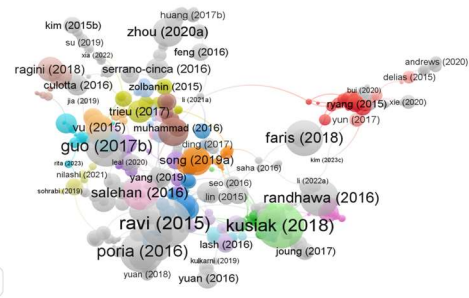 huang (2017b)
kim (2015b)
zhou (2020a)
su (2019)
feng (2016)
xia (2022)
andrews (2020)
ragini (2018)
serrano-cinca (2016)
delias (2015)
culotta (2016)
zolbanin (2015)
bui (2020)
jia (2019)
li (2021a)
ryang (2015)
xie (2020)
trieu (2017)
yun (2017)
vu (2015)
muhammad (2016)
faris (2018)
guo (2017b)
ding (2017)
rita (2023)
leal (2020)
song (2019a)
kim (2023c)
saha (2016)
nilashi (2021)
yang (2019)
li (2022a)
seo (2016)
sohrabi (2019)
salehan (2016)
lin (2015)
randhawa (2016)
ravi (2015)
kusiak (2018)
lash (2016)
poria (2016)
joung (2017)
kulkarni (2019)
yuan (2018)
yuan (2016)